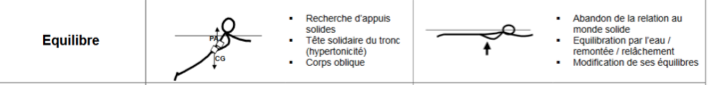 Equilibre
PA
CG
▪ Recherche d'appuis
solides
▪ Tête solidaire du tronc
(hypertonicité)
▪ Corps oblique
▪ Abandon de la relation au
monde solide
▪ Equilibration par l'eau /
remontée / relâchement
▪ Modification de ses équilibres